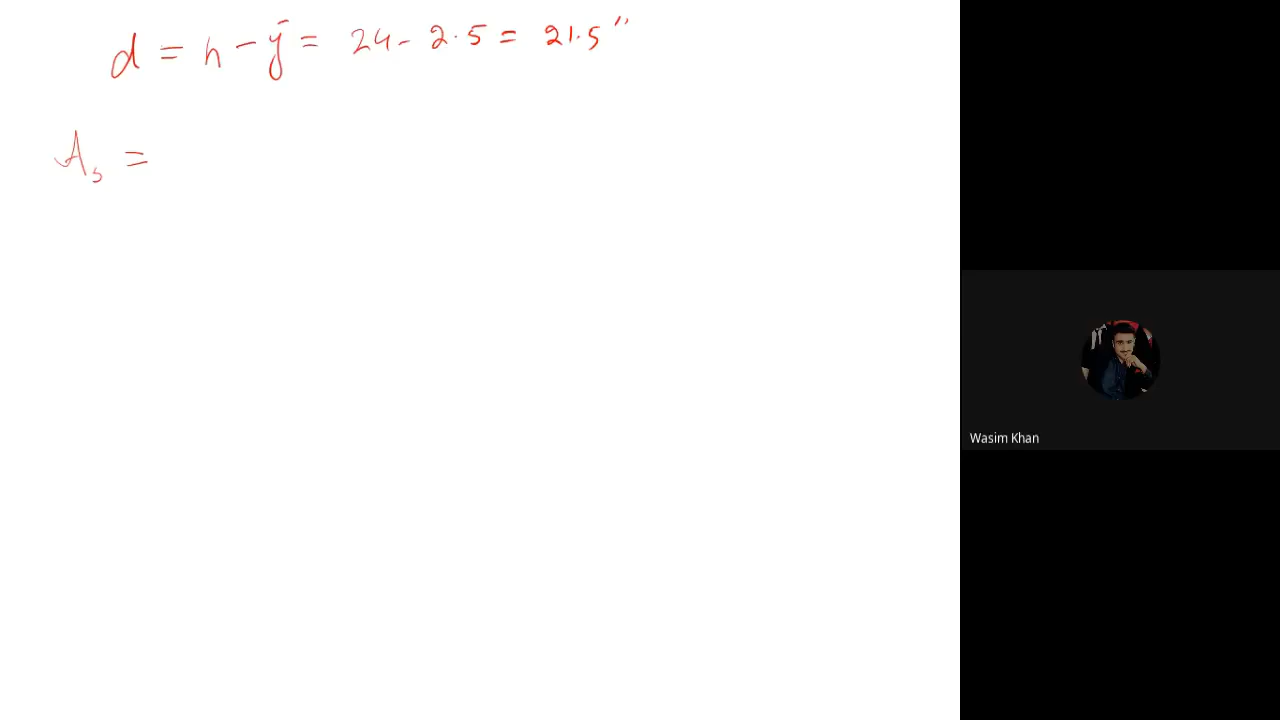 d = h - ȳ = 24 - 2.5 = 21.5"
As =
Wasim Khan